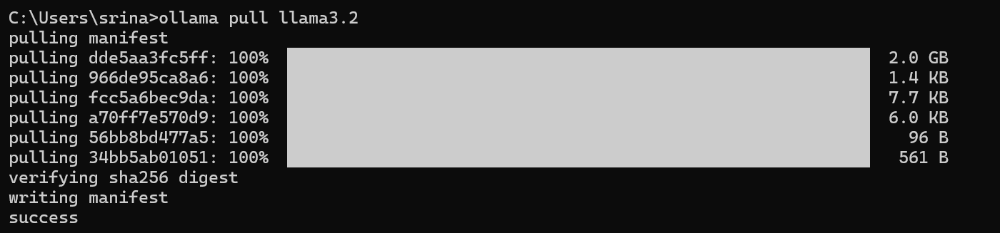 C:\Users\srina>ollama pull llama3.2
pulling manifest
pulling dde5aa3fc5ff: 100% 2.0 GB
pulling 966de95ca8a6: 100% 1.4 KB
pulling fcc5a6bec9da: 100% 7.7 KB
pulling a70ff7e570d9: 100% 6.0 KB
pulling 56bb8bd477a5: 100% 96 B
pulling 34bb5ab01051: 100% 561 B
verifying sha256 digest
writing manifest
success